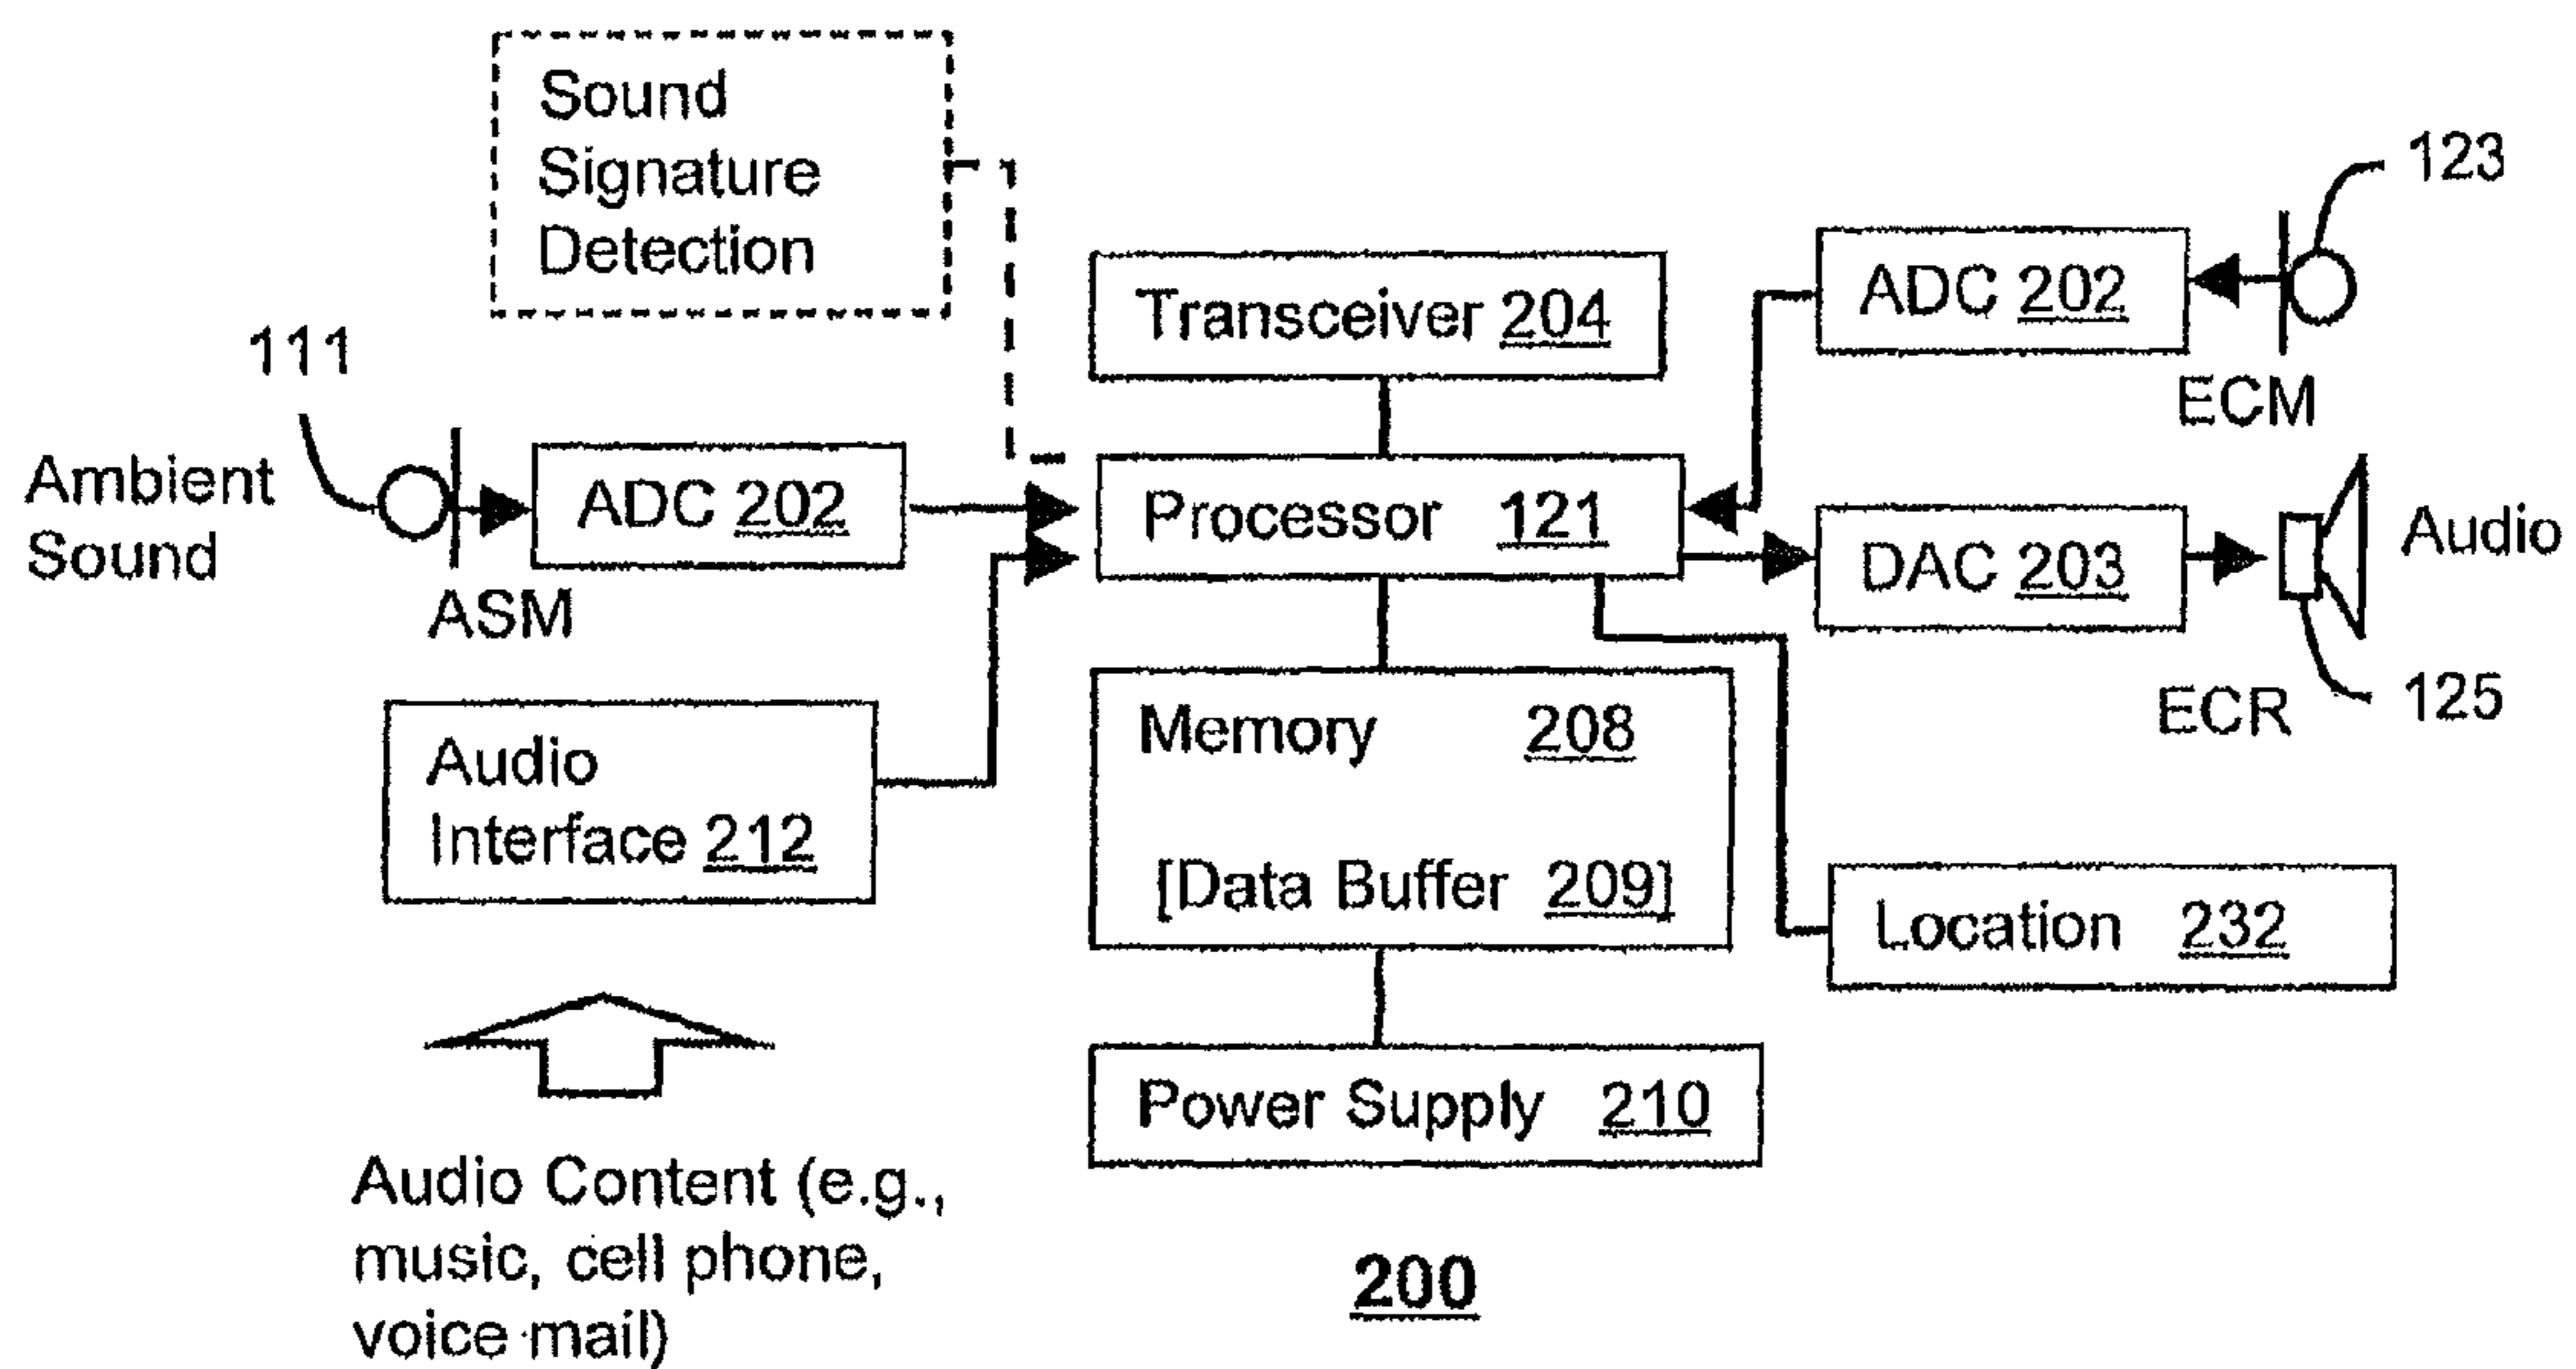 Sound
Signature
Detection
123
Transceiver 204
ADC 202
111
ECM
Ambient
Sound
ADC 202
ASM
Processor 121
DAC 203
Audio
ECR
125
Audio
Interface 212
Memory 208
[Data Buffer 209]
Location 232
Power Supply 210
Audio Content (e.g.,
music, cell phone,
voice mail)
200